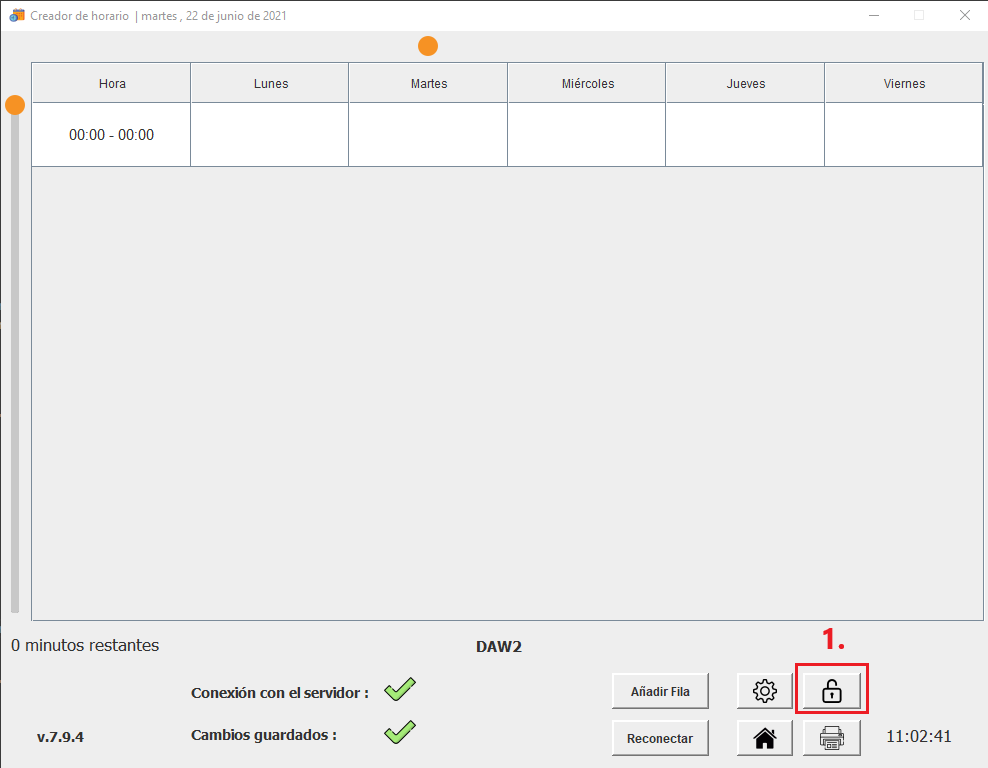 Creador de horario | martes , 22 de junio de 2021
Hora Lunes Martes Miércoles Jueves Viernes
00:00 - 00:00
0 minutos restantes
DAW2
1.
Conexión con el servidor :
Añadir Fila
v.7.9.4
Cambios guardados :
Reconectar
11:02:41